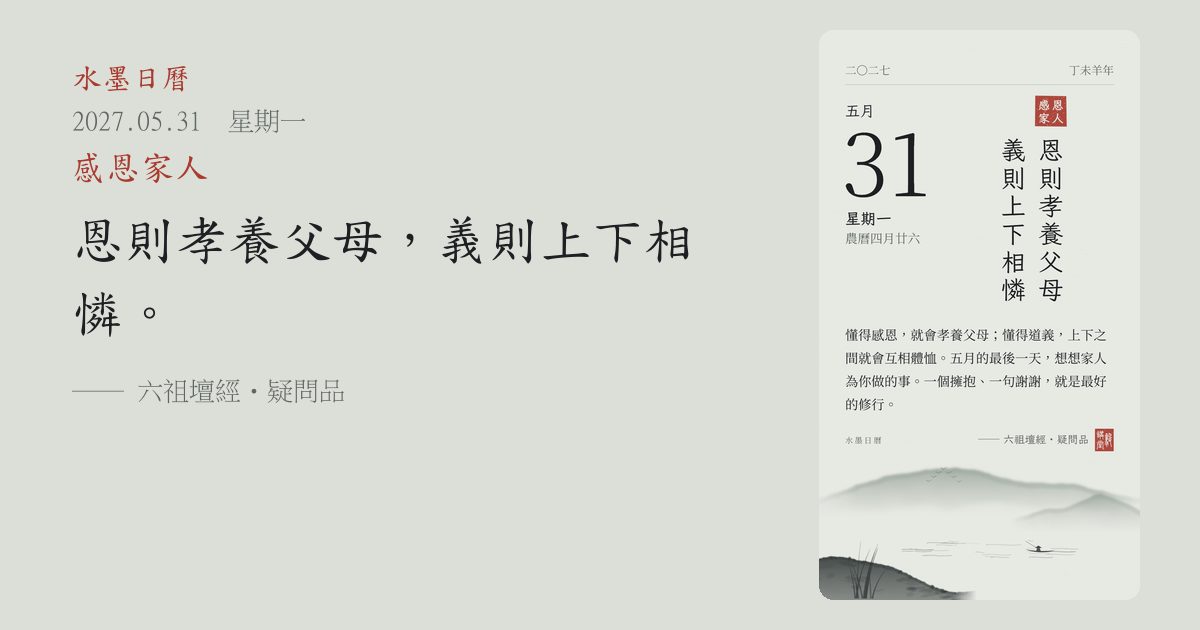 水墨日曆
2027.05.31 星期一
感恩家人
恩則孝養父母，義則上下相
憐。
—— 六祖壇經・疑問品
二〇二七
丁未羊年
五月
31
星期一
農曆四月廿六
感恩家人
恩則孝養父母
義則上下相憐
懂得感恩，就會孝養父母；懂得道義，上下之
間就會互相體恤。五月的最後一天，想想家人
為你做的事。一個擁抱、一句謝謝，就是最好
的修行。
水墨日曆
—— 六祖壇經・疑問品